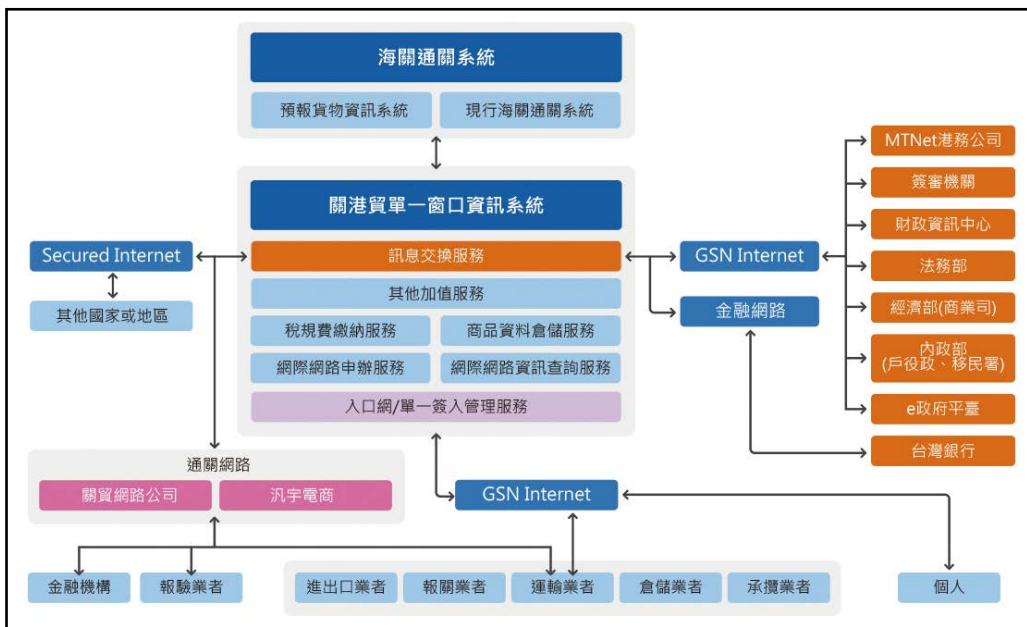 海關通關系統
預報貨物資訊系統
現行海關通關系統
關港貿單一窗口資訊系統
訊息交換服務
其他加值服務
稅規費繳納服務
商品資料倉儲服務
網際網路申辦服務
網際網路資訊查詢服務
入口網/單一簽入管理服務
Secured Internet
其他國家或地區
GSN Internet
金融網路
MTNet港務公司
簽審機關
財政資訊中心
法務部
經濟部(商業司)
內政部
(戶役政、移民署)
e政府平臺
台灣銀行
通關網路
關貿網路公司
汎宇電商
GSN Internet
金融機構
報驗業者
進出口業者
報關業者
運輸業者
倉儲業者
承攬業者
個人